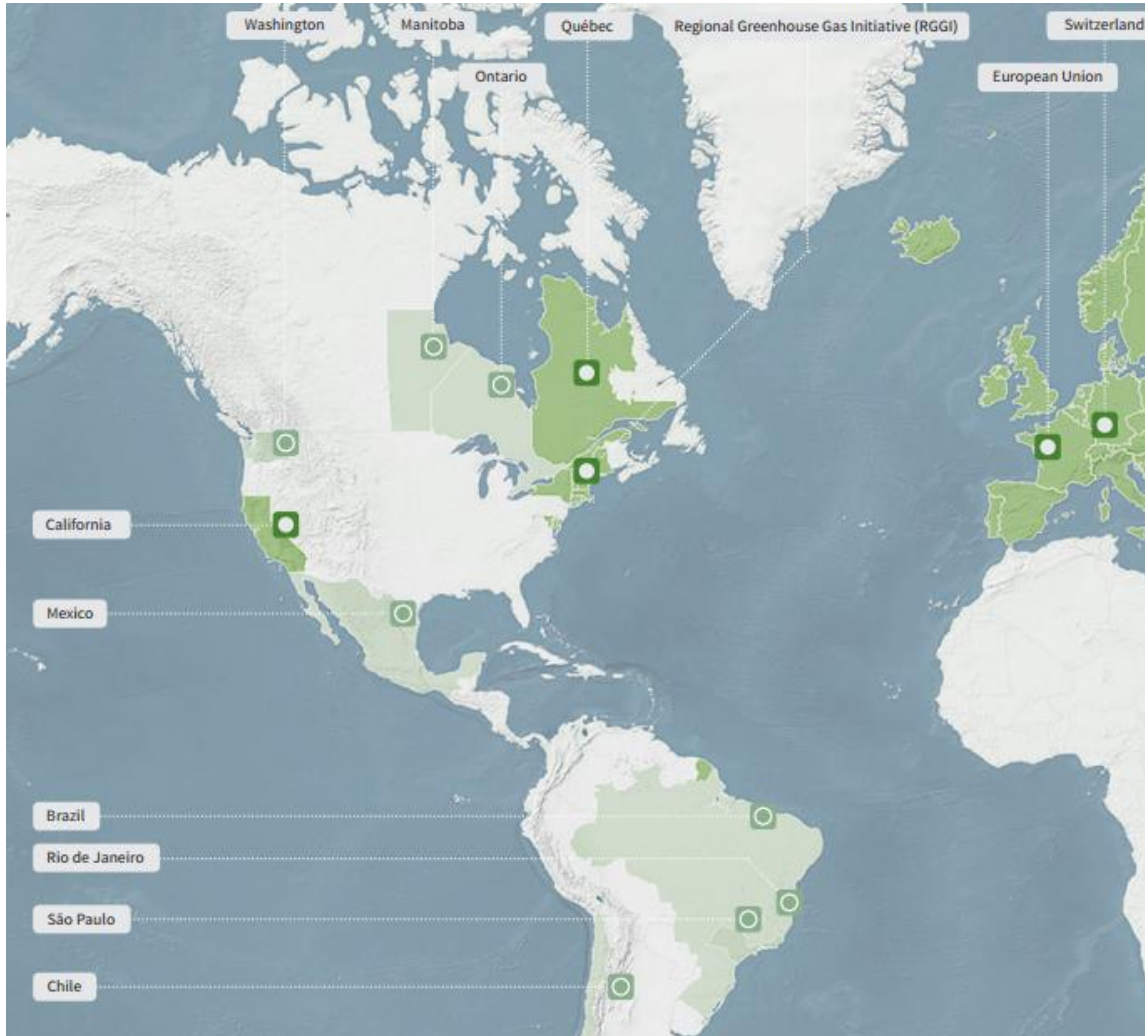 Washington
Manitoba
Québec
Regional Greenhouse Gas Initiative (RGGI)
Switzerland
Ontario
European Union
California
Mexico
Brazil
Rio de Janeiro
São Paulo
Chile